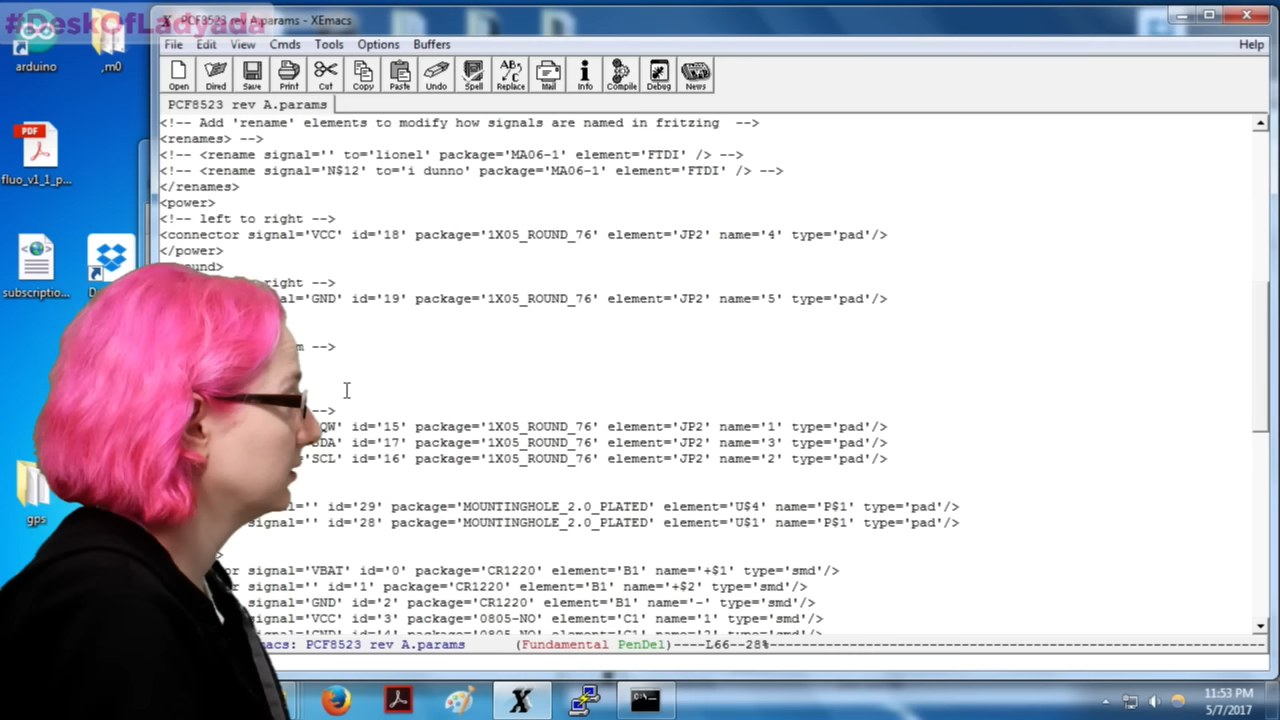 #DeskOfLadyada
PCF8523 rev A.params - XEmacs
File Edit View Cmds Tools Options Buffers Help
Open Dired Save Print Cut Copy Paste Undo Spell Replace Mail Info Compile Debug News
PCF8523 rev A.params
<!-- Add 'rename' elements to modify how signals are named in fritzing -->
<renames> -->
<!-- <rename signal='' to='lionel' package='MA06-1' element='FTDI' /> -->
<!-- <rename signal='N$12' to='i dunno' package='MA06-1' element='FTDI' /> -->
</renames>
<power>
<!-- left to right -->
<connector signal='VCC' id='18' package='1X05_ROUND_76' element='JP2' name='4' type='pad'/>
</power>
right -->
='GND' id='19' package='1X05_ROUND_76' element='JP2' name='5' type='pad'/>
-->
-->
id='15' package='1X05_ROUND_76' element='JP2' name='1' type='pad'/>
SDA' id='17' package='1X05_ROUND_76' element='JP2' name='3' type='pad'/>
'SCL' id='16' package='1X05_ROUND_76' element='JP2' name='2' type='pad'/>
='' id='29' package='MOUNTINGHOLE_2.0_PLATED' element='U$4' name='P$1' type='pad'/>
signal='' id='28' package='MOUNTINGHOLE_2.0_PLATED' element='U$1' name='P$1' type='pad'/>
>
signal='VBAT' id='0' package='CR1220' element='B1' name='+$1' type='smd'/>
signal='' id='1' package='CR1220' element='B1' name='+$2' type='smd'/>
signal='GND' id='2' package='CR1220' element='B1' name='-' type='smd'/>
signal='VCC' id='3' package='0805-NO' element='C1' name='1' type='smd'/>
PCF8523 rev A.params (Fundamental PenDel)----L66--28%
arduino
,m0
PDF
fluo_v1_1_p...
subscriptio...
gps
11:53 PM
5/7/2017